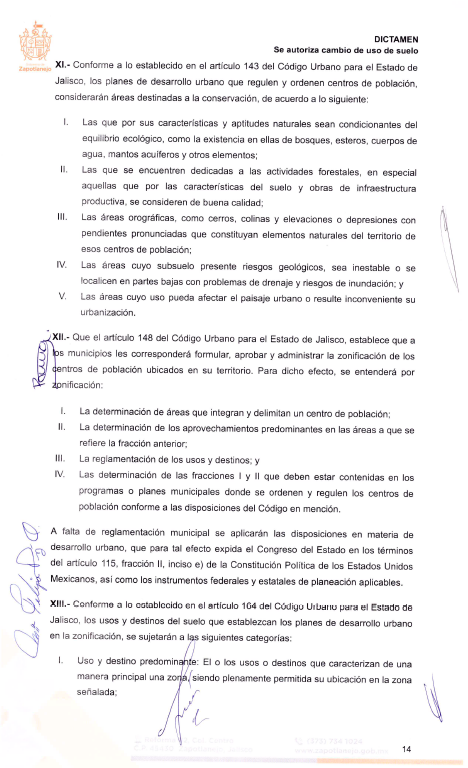 Zapotlanejo
DICTAMEN
Se autoriza cambio de uso de suelo
XI.- Conforme a lo establecido en el artículo 143 del Código Urbano para el Estado de
Jalisco, los planes de desarrollo urbano que regulen y ordenen centros de población,
considerarán áreas destinadas a la conservación, de acuerdo a lo siguiente:
I. Las que por sus características y aptitudes naturales sean condicionantes del
equilibrio ecológico, como la existencia en ellas de bosques, esteros, cuerpos de
agua, mantos acuíferos y otros elementos;
II. Las que se encuentren dedicadas a las actividades forestales, en especial
aquellas que por las características del suelo y obras de infraestructura
productiva, se consideren de buena calidad;
III. Las áreas orográficas, como cerros, colinas y elevaciones o depresiones con
pendientes pronunciadas que constituyan elementos naturales del territorio de
esos centros de población;
IV. Las áreas cuyo subsuelo presente riesgos geológicos, sea inestable o se
localicen en partes bajas con problemas de drenaje y riesgos de inundación; y
V. Las áreas cuyo uso pueda afectar el paisaje urbano o resulte inconveniente su
urbanización.
XII.- Que el artículo 148 del Código Urbano para el Estado de Jalisco, establece que a
los municipios les corresponderá formular, aprobar y administrar la zonificación de los
centros de población ubicados en su territorio. Para dicho efecto, se entenderá por
zonificación:
I. La determinación de áreas que integran y delimitan un centro de población;
II. La determinación de los aprovechamientos predominantes en las áreas a que se
refiere la fracción anterior;
III. La reglamentación de los usos y destinos; y
IV. Las determinación de las fracciones I y II que deben estar contenidas en los
programas o planes municipales donde se ordenen y regulen los centros de
población conforme a las disposiciones del Código en mención.
A falta de reglamentación municipal se aplicarán las disposiciones en materia de
desarrollo urbano, que para tal efecto expida el Congreso del Estado en los términos
del artículo 115, fracción II, inciso e) de la Constitución Política de los Estados Unidos
Mexicanos, así como los instrumentos federales y estatales de planeación aplicables.
XIII.- Conforme a lo establecido en el artículo 164 del Código Urbano para el Estado de
Jalisco, los usos y destinos del suelo que establezcan los planes de desarrollo urbano
en la zonificación, se sujetarán a las siguientes categorías:
I. Uso y destino predominante: El o los usos o destinos que caracterizan de una
manera principal una zona, siendo plenamente permitida su ubicación en la zona
señalada;
14